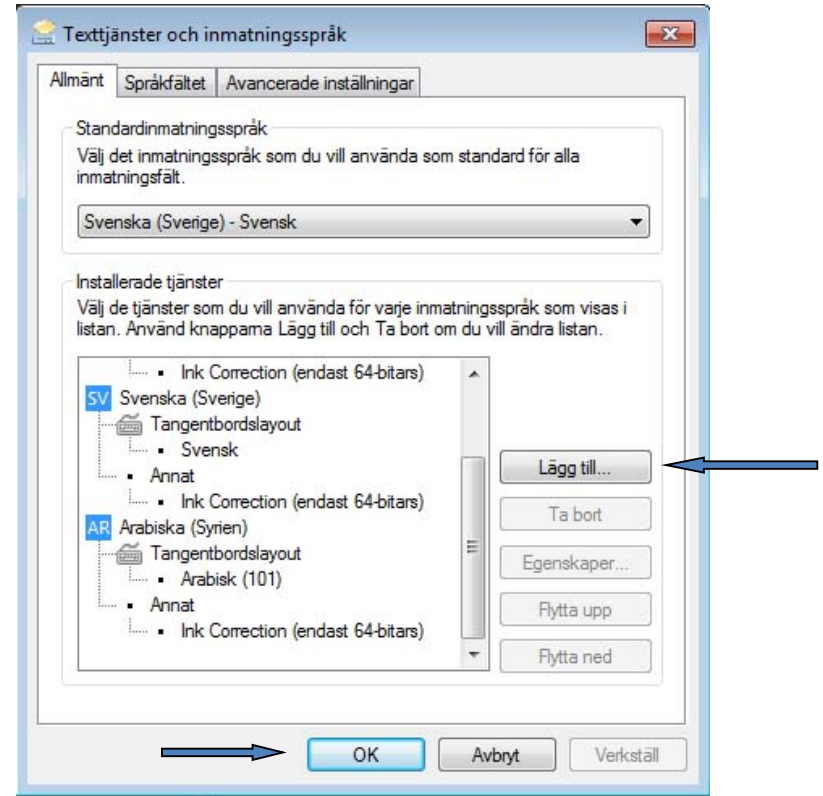 Texttjänster och inmatningsspråk
Allmänt Språkfältet Avancerade inställningar
Standardinmatningsspråk
Välj det inmatningsspråk som du vill använda som standard för alla
inmatningsfält.
Svenska (Sverige) - Svensk
Installerade tjänster
Välj de tjänster som du vill använda för varje inmatningsspråk som visas i
listan. Använd knapparna Lägg till och Ta bort om du vill ändra listan.
Ink Correction (endast 64-bitars)
SV Svenska (Sverige)
Tangentbordslayout
Svensk
Annat
Ink Correction (endast 64-bitars)
AR Arabiska (Syrien)
Tangentbordslayout
Arabisk (101)
Annat
Ink Correction (endast 64-bitars)
Lägg till...
Ta bort
Egenskaper...
Flytta upp
Flytta ned
OK Avbryt Verkställ